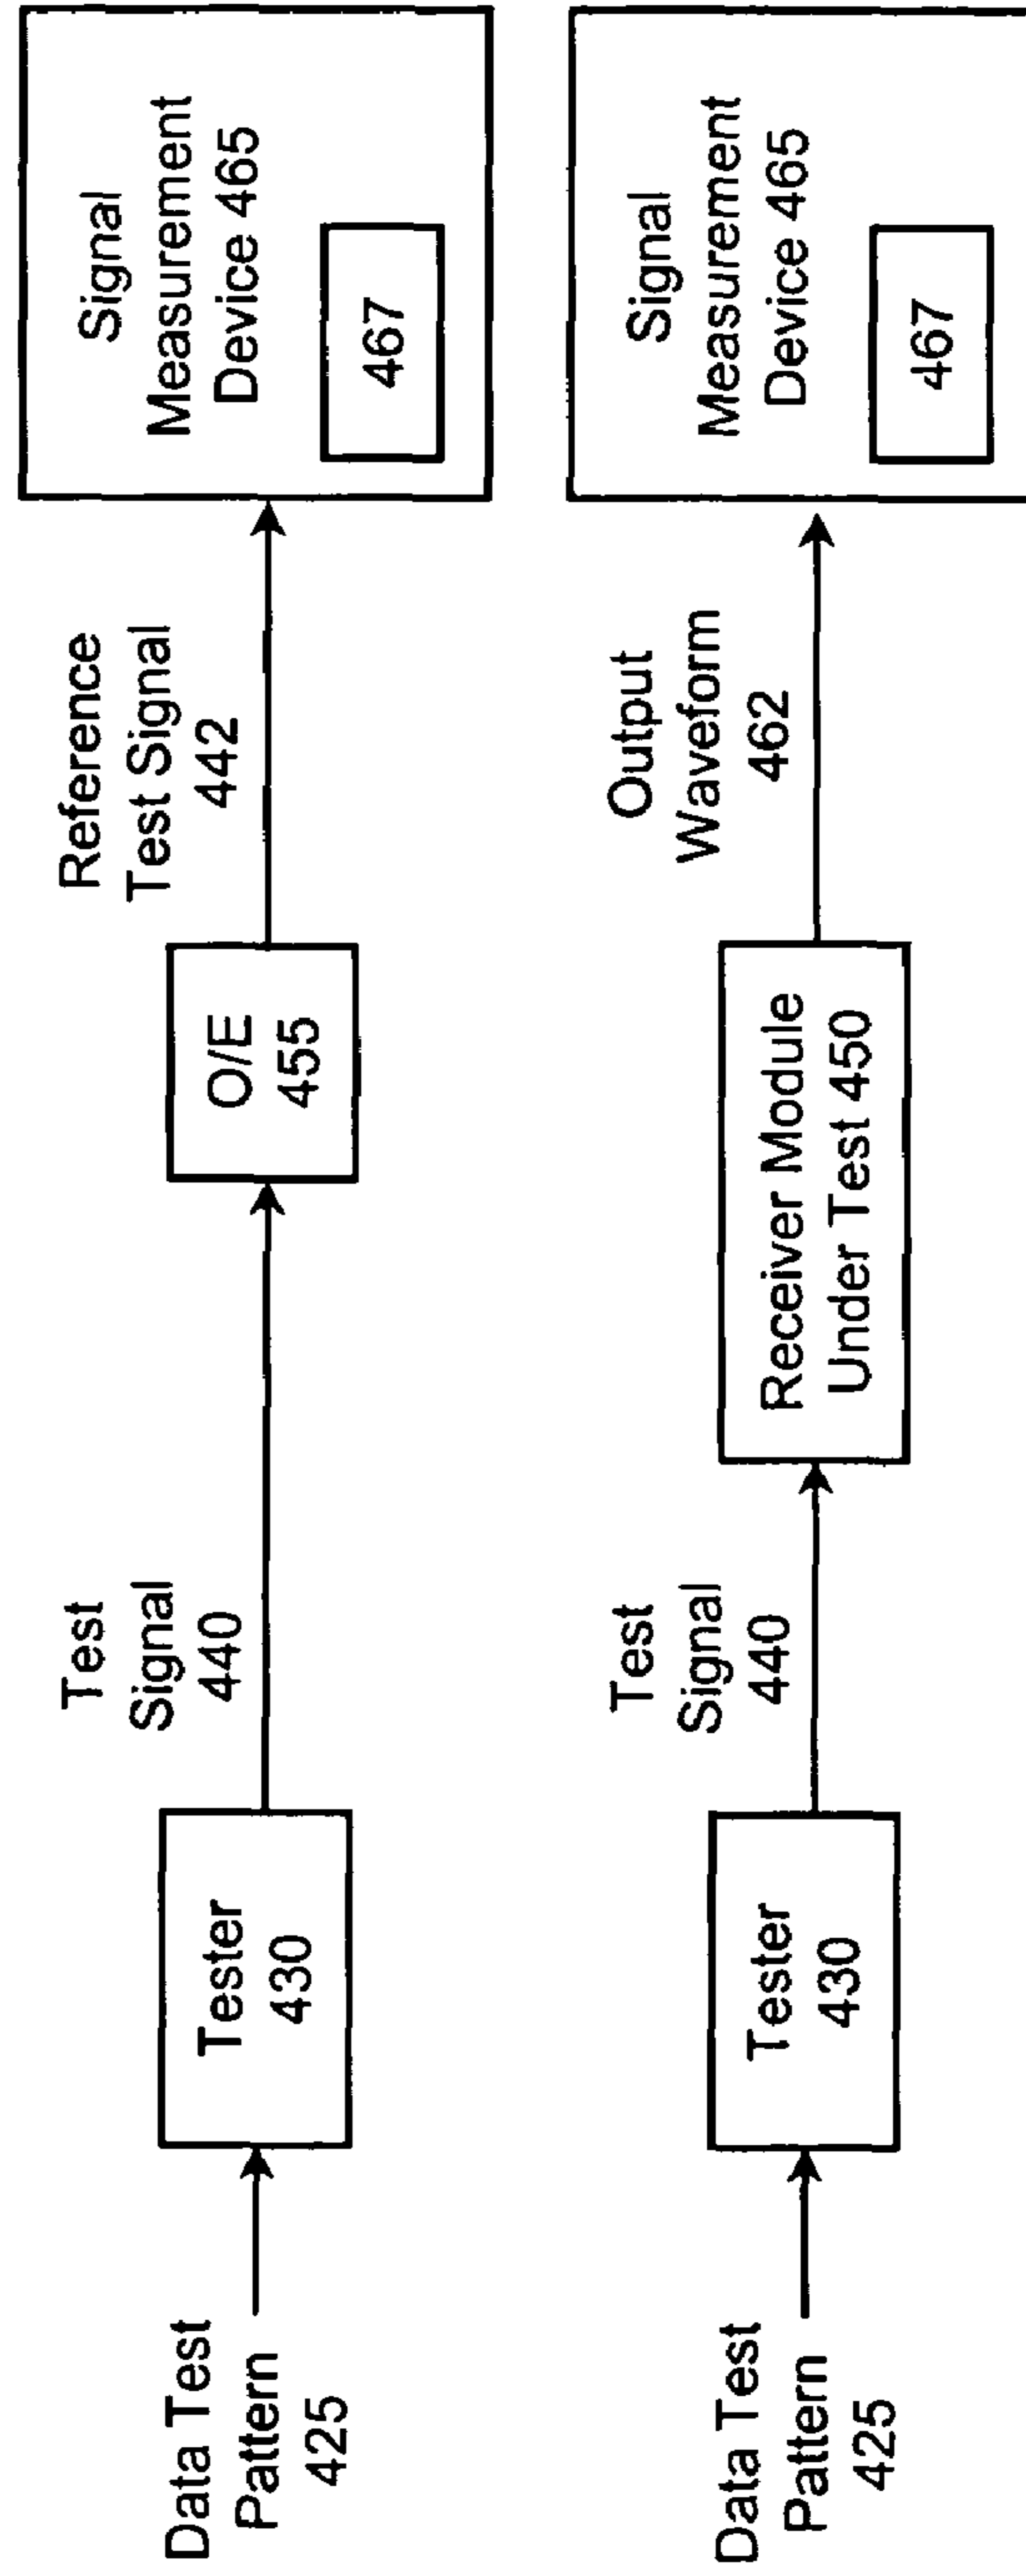 Data Test
Pattern
425
Tester
430
Test
Signal
440
O/E
455
Reference
Test Signal
442
Signal
Measurement
Device 465
467
Data Test
Pattern
425
Tester
430
Test
Signal
440
Receiver Module
Under Test 450
Output
Waveform
462
Signal
Measurement
Device 465
467